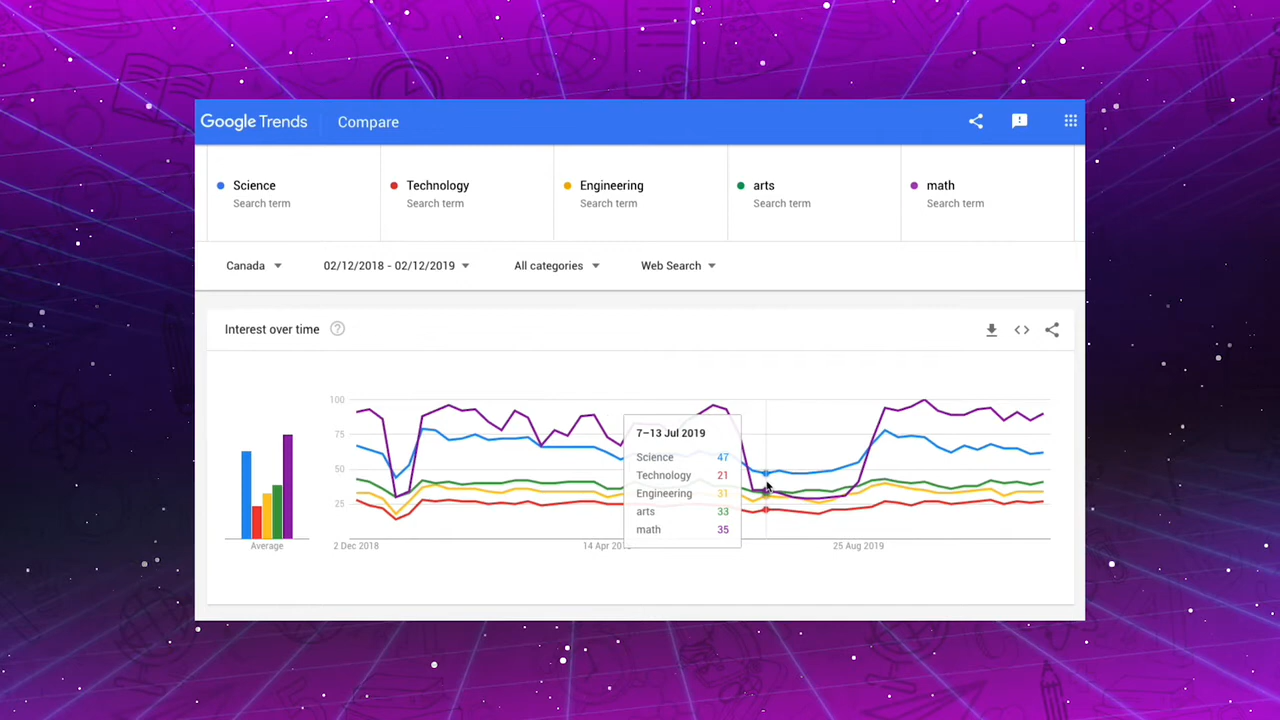 Google Trends Compare
Science Technology Engineering arts math
Search term Search term Search term Search term Search term
Canada 02/12/2018 - 02/12/2019 All categories Web Search
Interest over time ?
100
75
50
25
7–13 Jul 2019
Science 47
Technology 21
Engineering 31
arts 33
math 35
Average 2 Dec 2018 14 Apr 25 Aug 2019